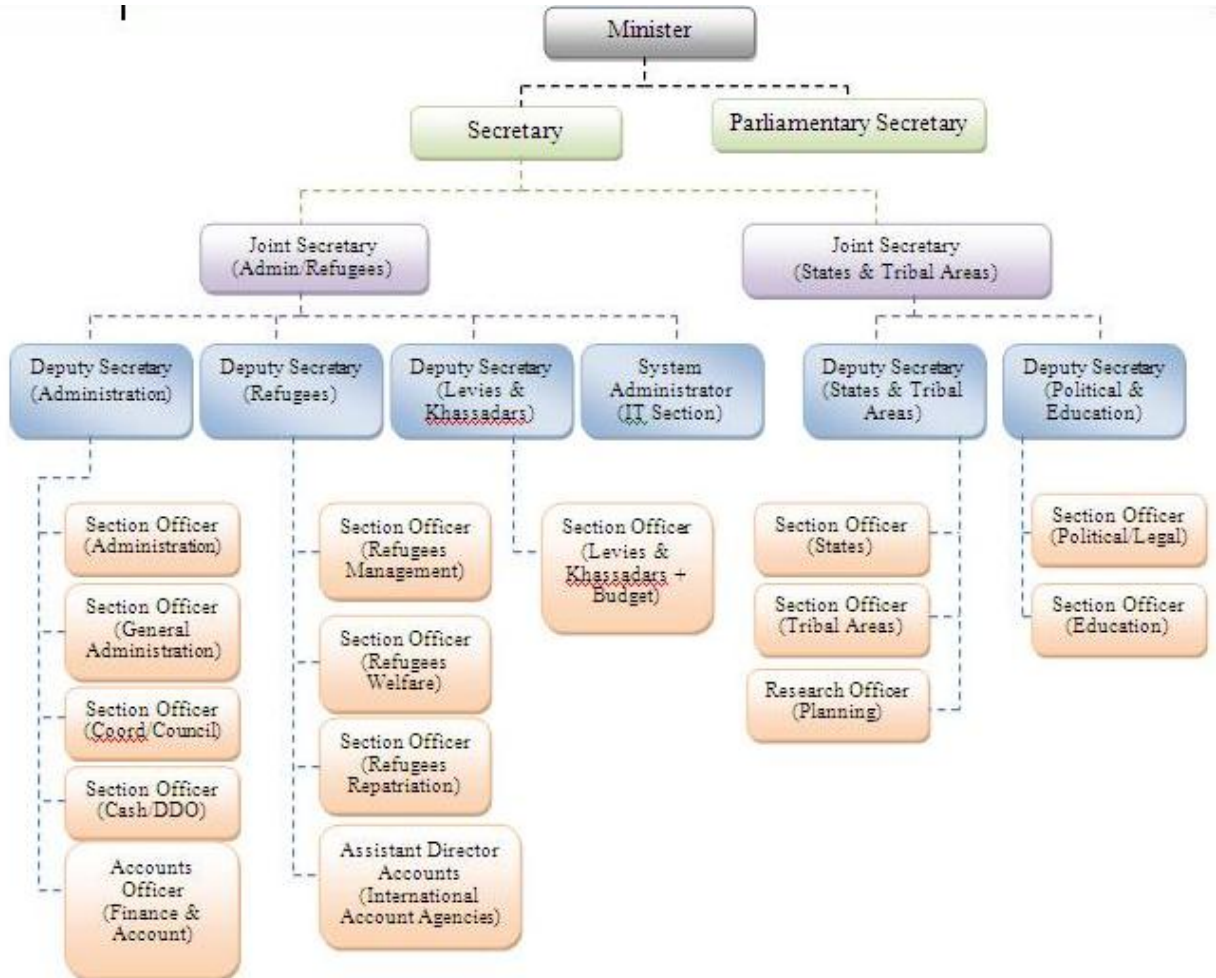 Minister
Secretary
Parliamentary Secretary
Joint Secretary
(Admin/Refugees)
Joint Secretary
(States & Tribal Areas)
Deputy Secretary
(Administration)
Deputy Secretary
(Refugees)
Deputy Secretary
(Levies &
Khassadars)
System
Administrator
(IT Section)
Deputy Secretary
(States & Tribal
Areas)
Deputy Secretary
(Political &
Education)
Section Officer
(Administration)
Section Officer
(General
Administration)
Section Officer
(Coord/Council)
Section Officer
(Cash/DDO)
Accounts
Officer
(Finance &
Account)
Section Officer
(Refugees
Management)
Section Officer
(Refugees
Welfare)
Section Officer
(Refugees
Repatriation)
Assistant Director
Accounts
(International
Account Agencies)
Section Officer
(Levies &
Khassadars +
Budget)
Section Officer
(States)
Section Officer
(Tribal Areas)
Research Officer
(Planning)
Section Officer
(Political/Legal)
Section Officer
(Education)